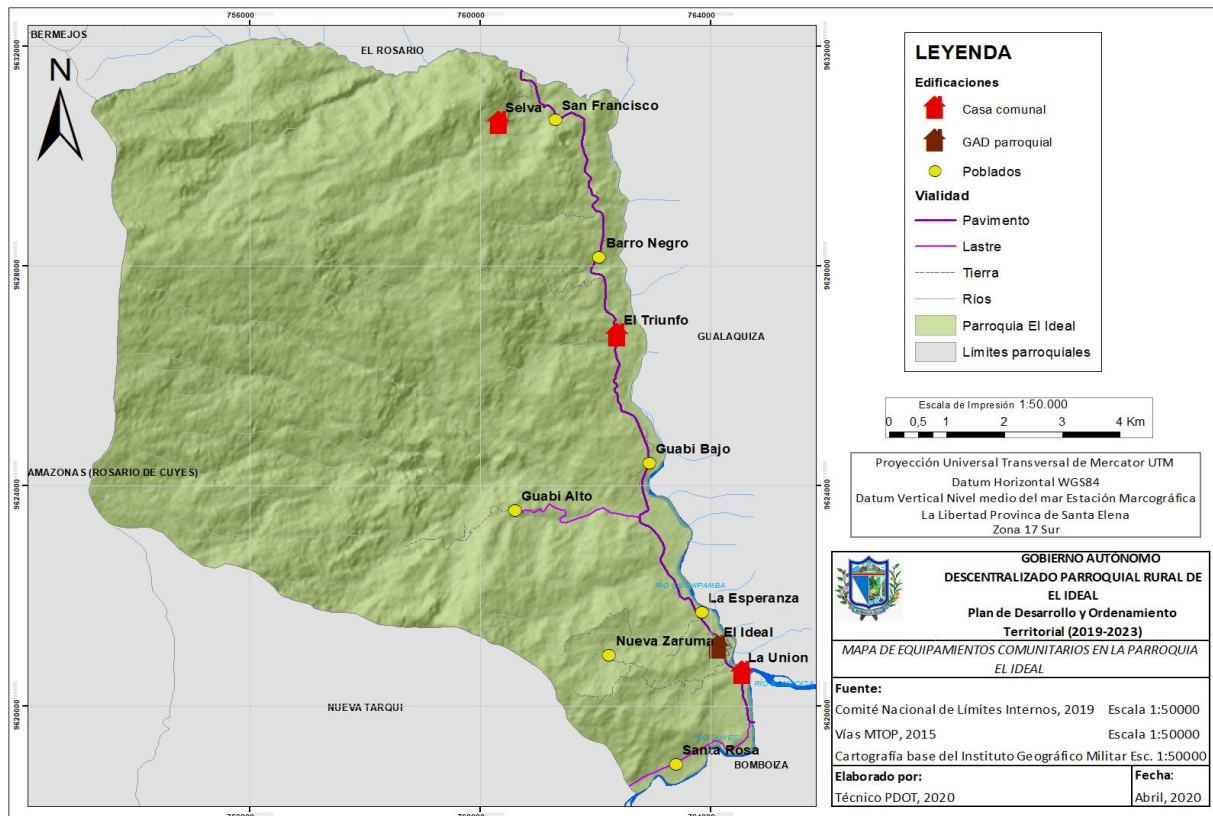 756000 760000 764000
BERMEJOS
EL ROSARIO
9632000 9632000
N
Selva
San Francisco
Barro Negro
9628000 9628000
El Triunfo
GUALAQUIZA
Guabi Bajo
AMAZONAS (ROSARIO DE CUYES)
9624000 9624000
Guabi Alto
La Esperanza
El Ideal
Nueva Zaruma
La Union
9620000 9620000
NUEVA TARQUI
Santa Rosa
BOMBOIZA
764000
LEYENDA
Edificaciones
Casa comunal
GAD parroquial
Poblados
Vialidad
Pavimento
Lastre
Tierra
Ríos
Parroquia El Ideal
Límites parroquiales
Escala de Impresión 1:50.000
0 0,5 1 2 3 4 Km
Proyección Universal Transversal de Mercator UTM
Datum Horizontal WGS84
Datum Vertical Nivel medio del mar Estación Marcográfica
La Libertad Provinca de Santa Elena
Zona 17 Sur
GOBIERNO AUTÓNOMO
DESCENTRALIZADO PARROQUIAL RURAL DE
EL IDEAL
Plan de Desarrollo y Ordenamiento
Territorial (2019-2023)
MAPA DE EQUIPAMIENTOS COMUNITARIOS EN LA PARROQUIA
EL IDEAL
Fuente:
Comité Nacional de Límites Internos, 2019 Escala 1:50000
Vías MTOP, 2015 Escala 1:50000
Cartografía base del Instituto Geográfico Militar Esc. 1:50000
Elaborado por:
Técnico PDOT, 2020
Fecha:
Abril, 2020